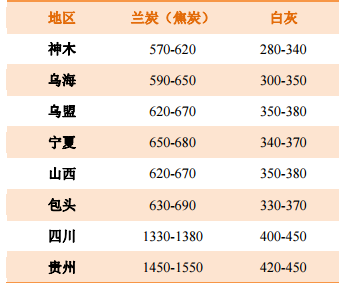 地区 兰炭（焦炭） 白灰
神木 570-620 280-340
乌海 590-650 300-350
乌盟 620-670 350-380
宁夏 650-680 340-370
山西 620-670 350-380
包头 630-690 330-370
四川 1330-1380 400-450
贵州 1450-1550 420-450